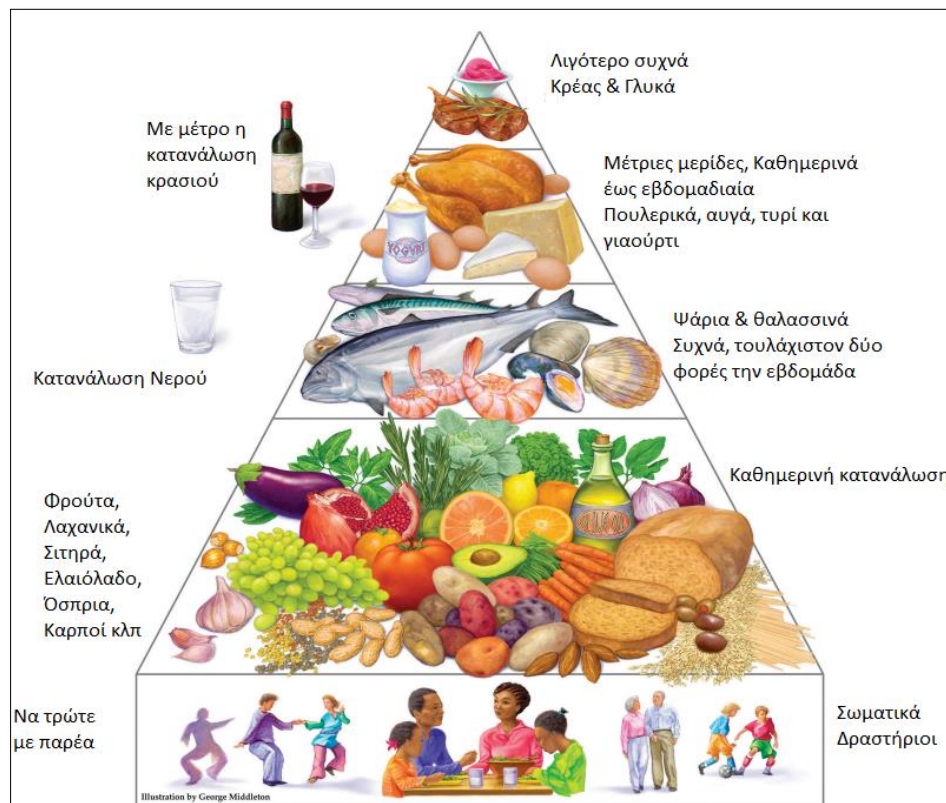 Λιγότερο συχνά
Κρέας & Γλυκά
Με μέτρο η
κατανάλωση
κρασιού
Μέτριες μερίδες, Καθημερινά
έως εβδομαδιαία
Πουλερικά, αυγά, τυρί και
γιαούρτι
YOGURT
Ψάρια & θαλασσινά
Συχνά, τουλάχιστον δύο
φορές την εβδομάδα
Κατανάλωση Νερού
Καθημερινή κατανάλωση
Φρούτα,
Λαχανικά,
Σιτηρά,
Ελαιόλαδο,
Όσπρια,
Καρποί κλπ
Να τρώτε
με παρέα
Σωματικά
Δραστήριοι
Illustration by George Middleton